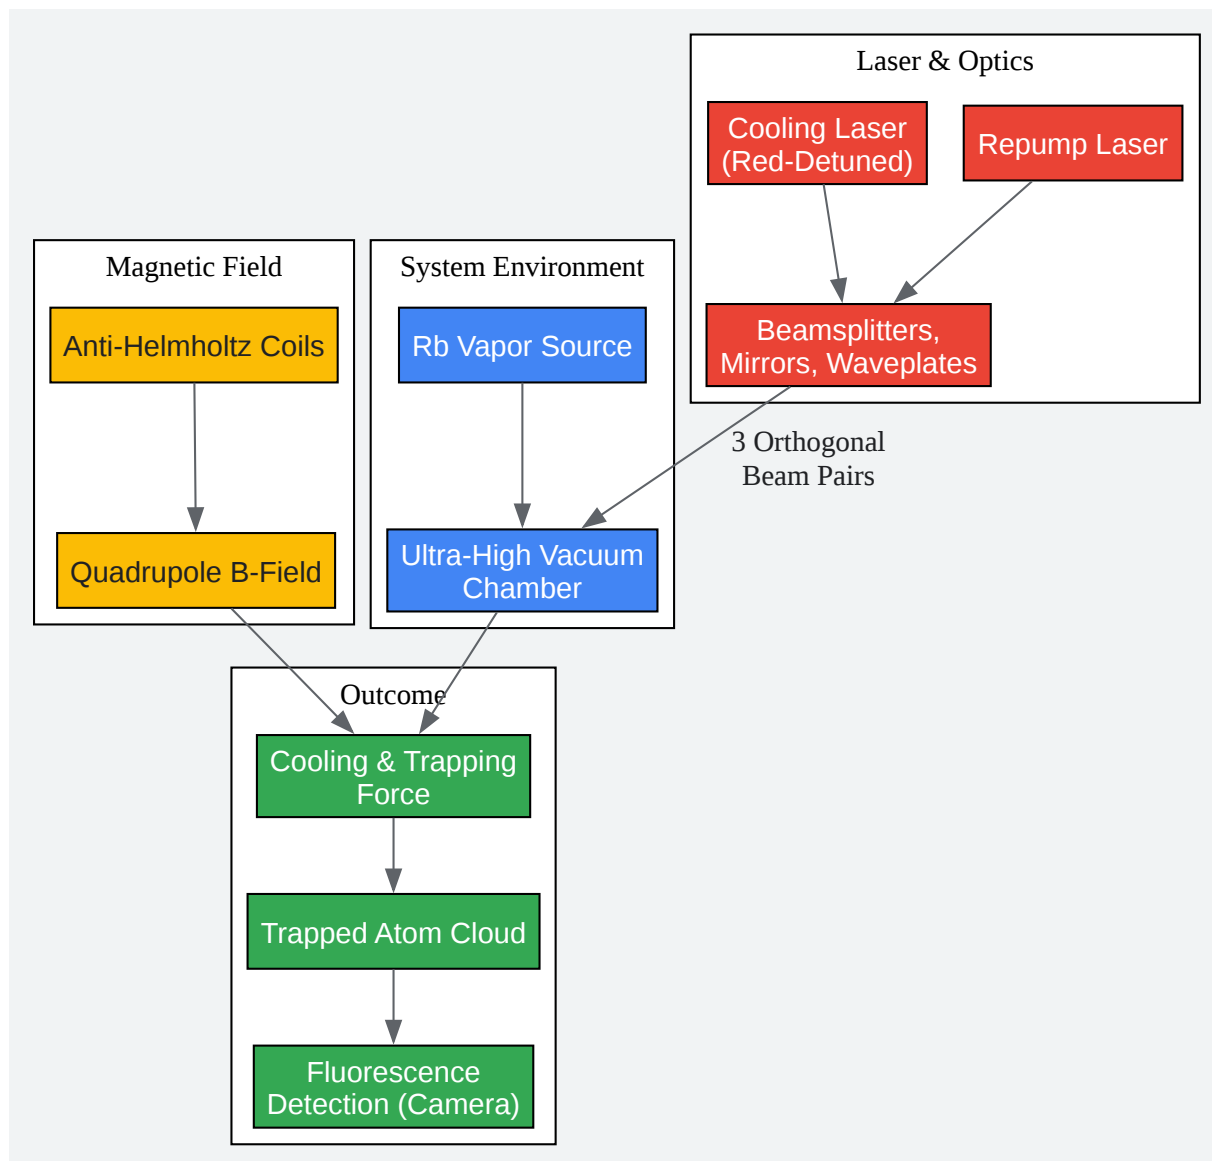 Laser & Optics
Cooling Laser
(Red-Detuned)
Repump Laser
Beamsplitters,
Mirrors, Waveplates
Magnetic Field
Anti-Helmholtz Coils
Quadrupole B-Field
System Environment
Rb Vapor Source
Ultra-High Vacuum
Chamber
3 Orthogonal
Beam Pairs
Outcome
Cooling & Trapping
Force
Trapped Atom Cloud
Fluorescence
Detection (Camera)